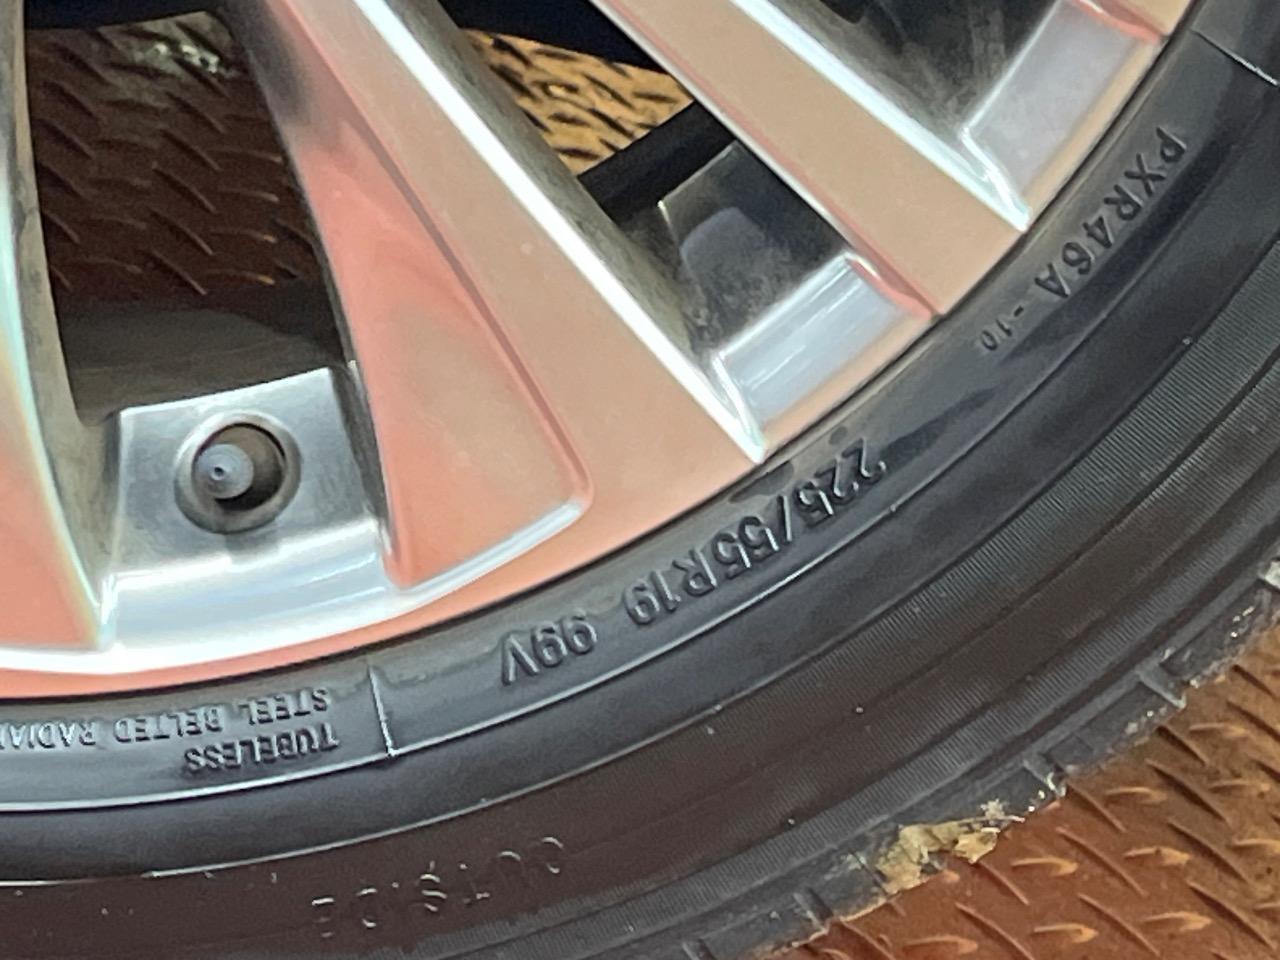 PXR46A -10
225/55R19 99V
TUBELESS
STEEL BELTED RADIAL
OUTSIDE